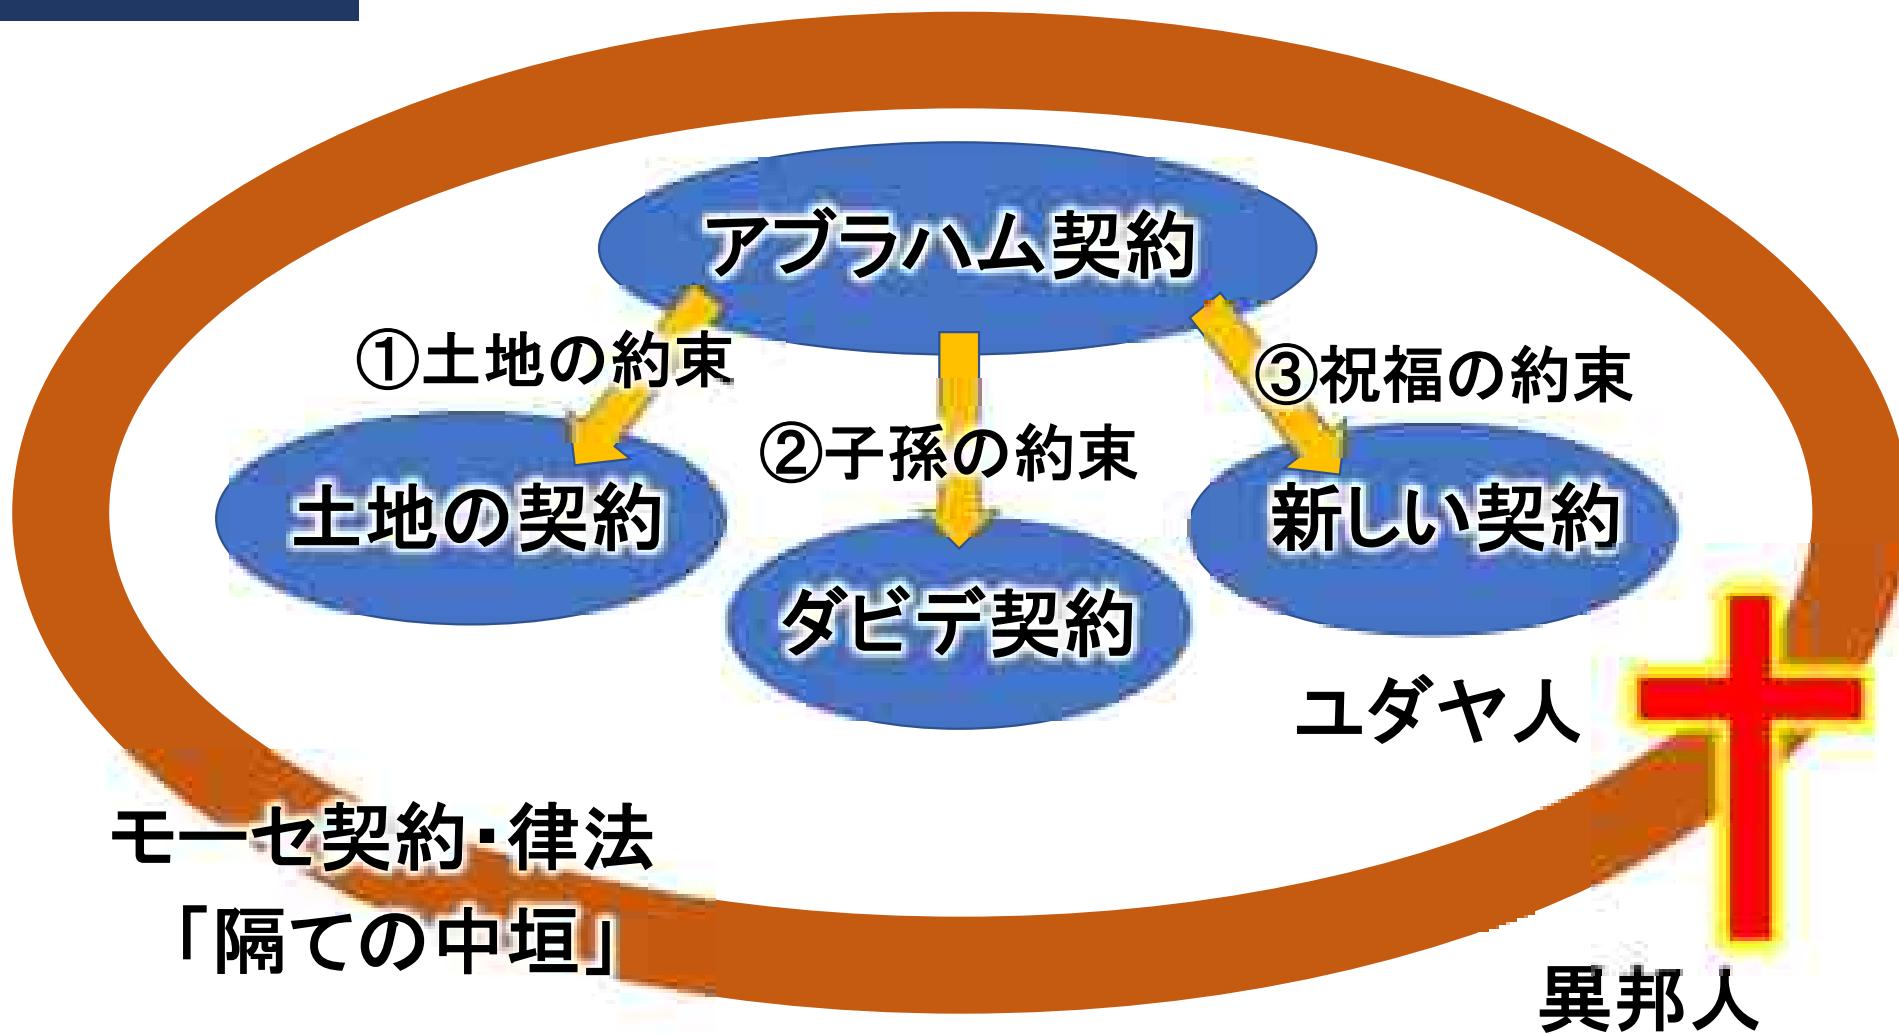 アブラハム契約
①土地の約束
③祝福の約束
②子孫の約束
土地の契約
新しい契約
ダビデ契約
ユダヤ人
モーセ契約・律法
「隔ての中垣」
異邦人